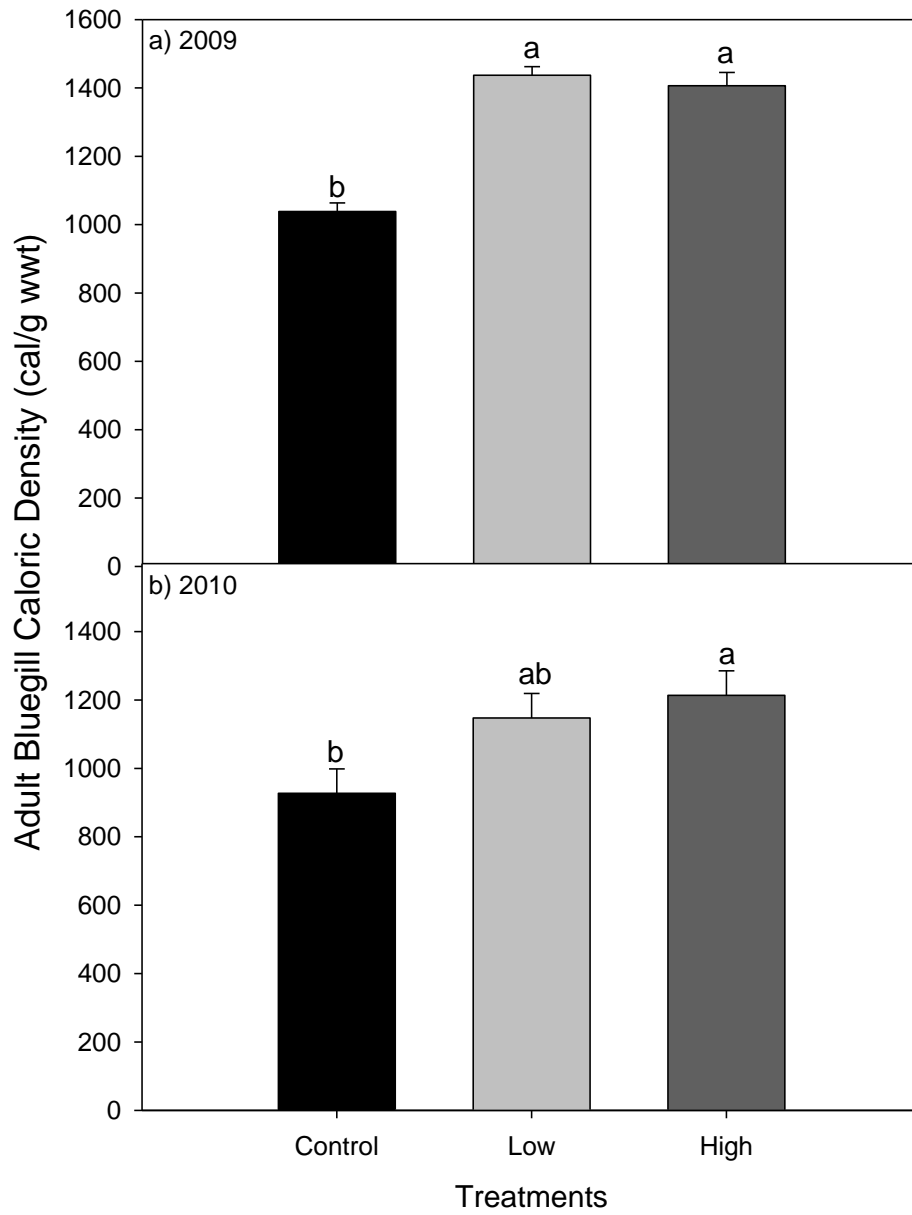 Adult Bluegill Caloric Density (cal/g wwt)
a) 2009
1600
1400
1200
1000
800
600
400
200
0
b
a
a
b) 2010
1400
1200
1000
800
600
400
200
0
b
ab
a
Control Low High
Treatments